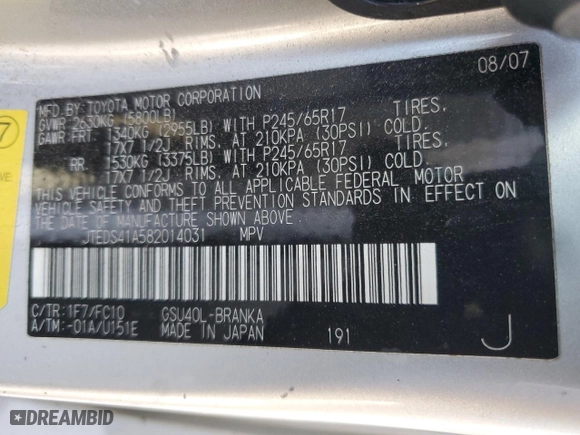 MFD. BY TOYOTA MOTOR CORPORATION 08/07
GVWR: 2630KG (5800LB)
GAWR FRT 1340KG (2955LB) WITH P245/65R17 TIRES,
17X7 1/2J RIMS, AT 210KPA (30PSI) COLD,
RR 1530KG (3375LB) WITH P245/65R17 TIRES,
17X7 1/2J RIMS, AT 210KPA (30PSI) COLD,
THIS VEHICLE CONFORMS TO ALL APPLICABLE FEDERAL MOTOR
VEHICLE SAFETY AND THEFT PREVENTION STANDARDS IN EFFECT ON
THE DATE OF MANUFACTURE SHOWN ABOVE.
JTEDS41A582014031 MPV
C/TR: 1F7/FC10 GSU40L-BRANKA
A/TM: -01A/U151E MADE IN JAPAN 191 J
7
DREAMBID